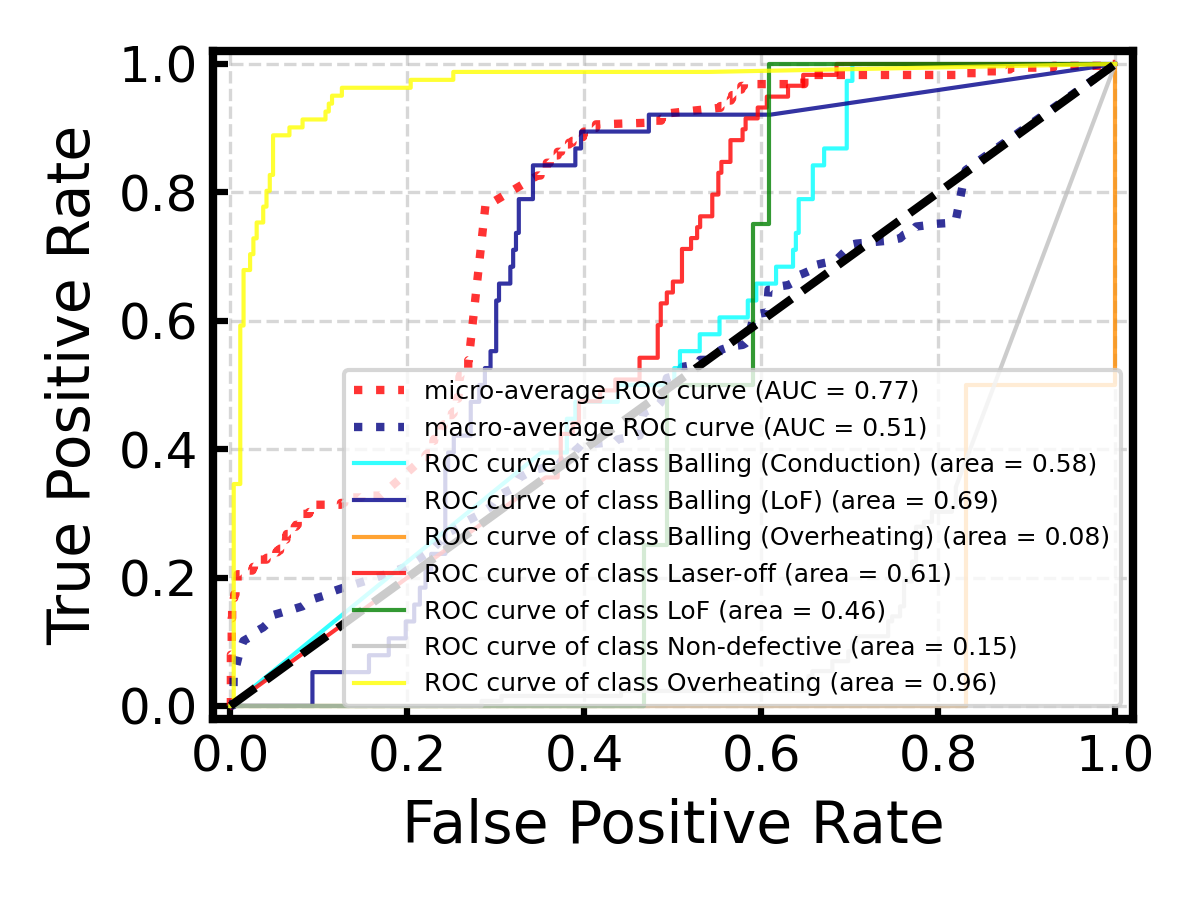 True Positive Rate
1.0
0.8
0.6
0.4
0.2
0.0
micro-average ROC curve (AUC = 0.77)
macro-average ROC curve (AUC = 0.51)
ROC curve of class Balling (Conduction) (area = 0.58)
ROC curve of class Balling (LoF) (area = 0.69)
ROC curve of class Balling (Overheating) (area = 0.08)
ROC curve of class Laser-off (area = 0.61)
ROC curve of class LoF (area = 0.46)
ROC curve of class Non-defective (area = 0.15)
ROC curve of class Overheating (area = 0.96)
0.0 0.2 0.4 0.6 0.8 1.0
False Positive Rate